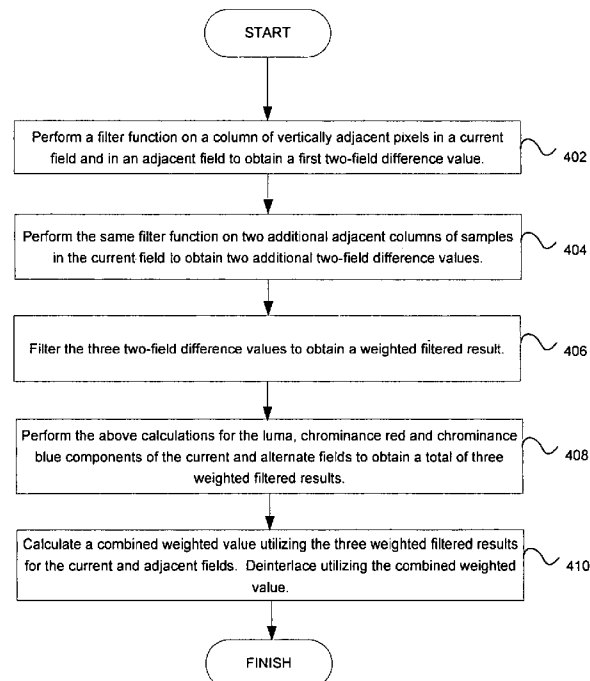 START
Perform a filter function on a column of vertically adjacent pixels in a current
field and in an adjacent field to obtain a first two-field difference value.
402
Perform the same filter function on two additional adjacent columns of samples
in the current field to obtain two additional two-field difference values.
404
Filter the three two-field difference values to obtain a weighted filtered result.
406
Perform the above calculations for the luma, chrominance red and chrominance
blue components of the current and alternate fields to obtain a total of three
weighted filtered results.
408
Calculate a combined weighted value utilizing the three weighted filtered results
for the current and adjacent fields. Deinterlace utilizing the combined weighted
value.
410
FINISH